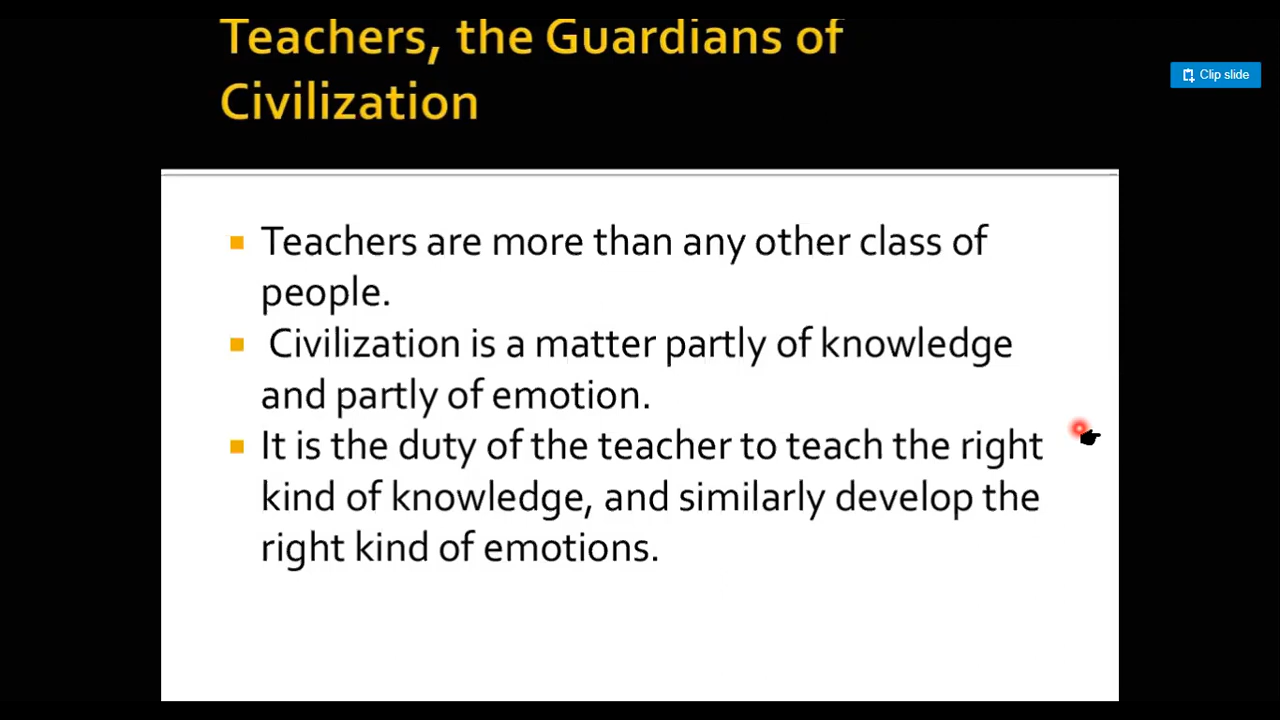 Teachers, the Guardians of
Civilization
Clip slide
Teachers are more than any other class of
people.
Civilization is a matter partly of knowledge
and partly of emotion.
It is the duty of the teacher to teach the right
kind of knowledge, and similarly develop the
right kind of emotions.